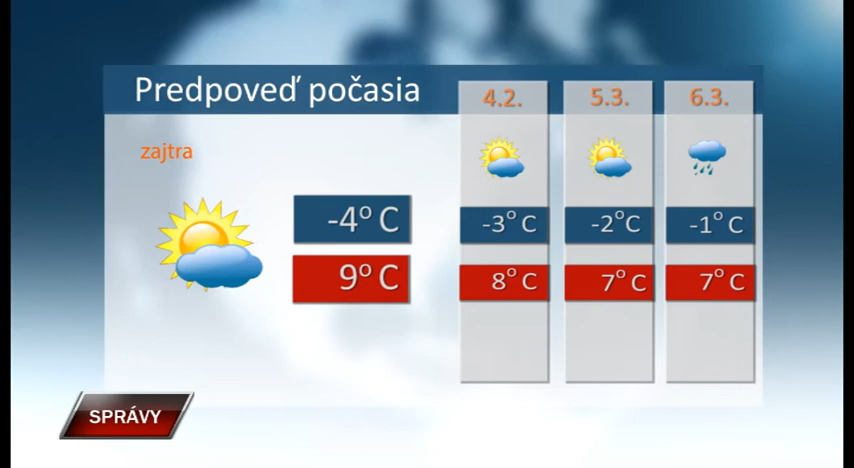 Predpoveď počasia
zajtra
-4° C
9° C
4.2.
5.3.
6.3.
-3° C
-2°C
-1° C
8° C
7° C
7° C
SPRÁVY